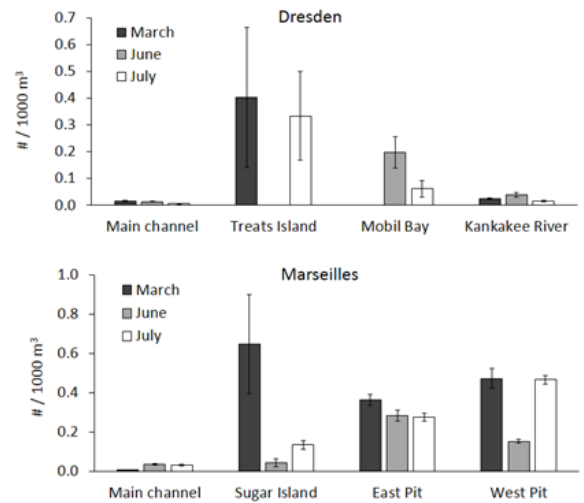 Dresden
0.7
0.6
0.5
0.4
0.3
0.2
0.1
0.0
# / 1000 m³
March
June
July
Main channel Treats Island Mobil Bay Kankakee River
Marseilles
1.0
0.8
0.6
0.4
0.2
0.0
# / 1000 m³
March
June
July
Main channel Sugar Island East Pit West Pit